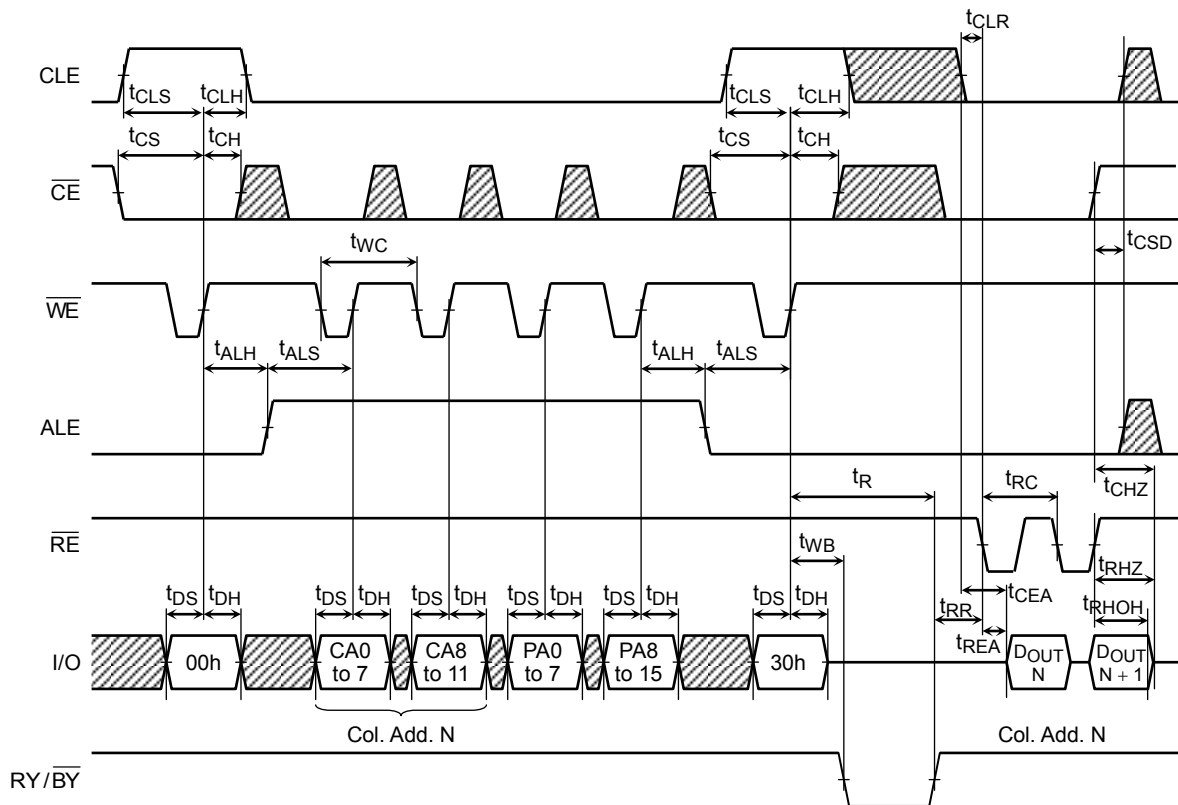 tCLR
CLE
tCLS tCLH tCLS tCLH
tCS tCH tCS tCH
CE
tWC tCSD
WE
tALH tALS tALH tALS
ALE
tR tRC tCHZ
RE
tWB tRHZ
tDS tDH tDS tDH tDS tDH tDS tDH tDS tDH tDS tDH tCEA
tRR tRHOH
tREA
I/O 00h CA0 to 7 CA8 to 11 PA0 to 7 PA8 to 15 30h DOUT N DOUT N + 1
Col. Add. N Col. Add. N
RY/BY